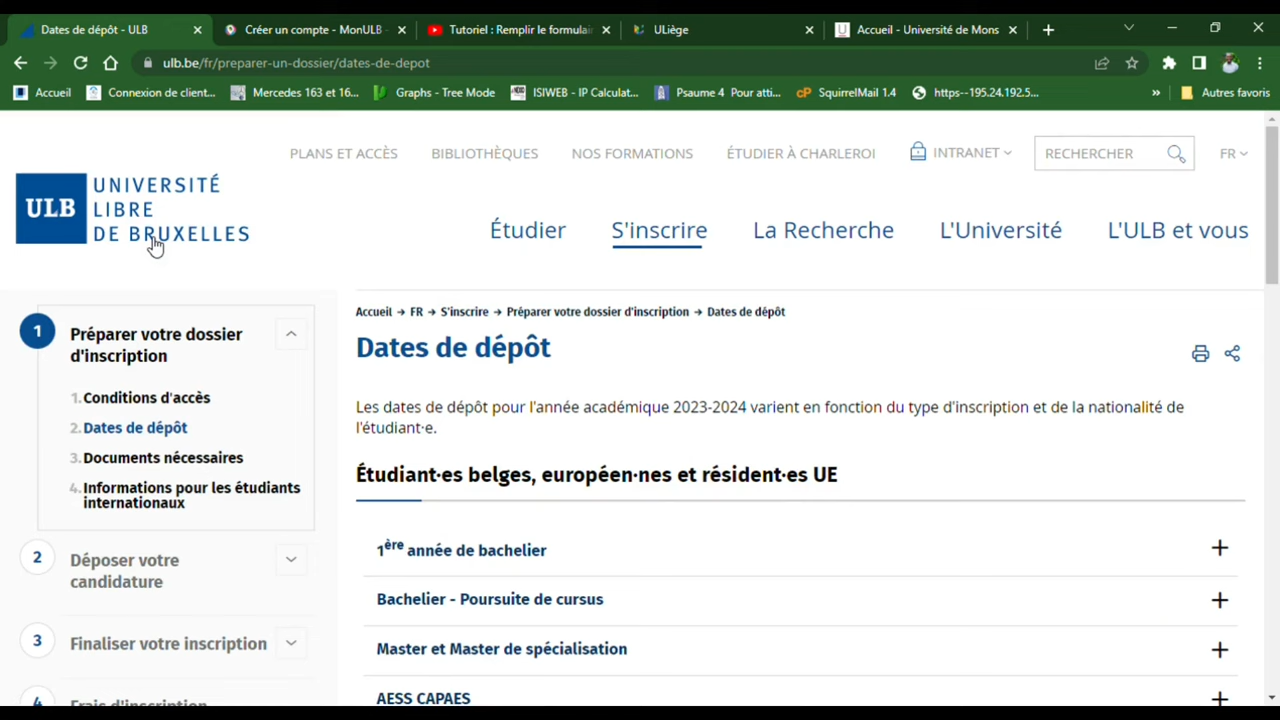 Dates de dépôt - ULB
Créer un compte - MonULB
Tutoriel : Remplir le formulair
ULiège
Accueil - Université de Mons
ulb.be/fr/preparer-un-dossier/dates-de-depot
Accueil
Connexion de client...
Mercedes 163 et 16...
Graphs - Tree Mode
ISIWEB - IP Calculat...
Psaume 4 Pour atti...
SquirrelMail 1.4
https--195.24.192.5...
»
Autres favoris
PLANS ET ACCÈS
BIBLIOTHÈQUES
NOS FORMATIONS
ÉTUDIER À CHARLEROI
INTRANET
RECHERCHER
FR
ULB
UNIVERSITÉ
LIBRE
DE BRUXELLES
Étudier
S'inscrire
La Recherche
L'Université
L'ULB et vous
1
Préparer votre dossier
d'inscription
1. Conditions d'accès
2. Dates de dépôt
3. Documents nécessaires
4. Informations pour les étudiants
internationaux
2
Déposer votre
candidature
3
Finaliser votre inscription
4
Frais d'inscription
Accueil → FR → S'inscrire → Préparer votre dossier d'inscription → Dates de dépôt
Dates de dépôt
Les dates de dépôt pour l'année académique 2023-2024 varient en fonction du type d'inscription et de la nationalité de
l'étudiant·e.
Étudiant·es belges, européen·nes et résident·es UE
1ère année de bachelier
Bachelier - Poursuite de cursus
Master et Master de spécialisation
AESS CAPAES